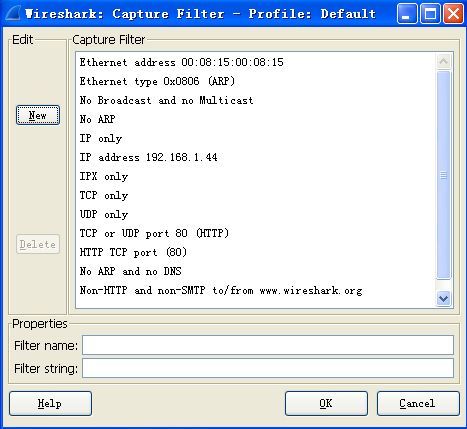 Wireshark: Capture Filter - Profile: Default
Edit
Capture Filter
New
Delete
Ethernet address 00:08:15:00:08:15
Ethernet type 0x0806 (ARP)
No Broadcast and no Multicast
No ARP
IP only
IP address 192.168.1.44
IPX only
TCP only
UDP only
TCP or UDP port 80 (HTTP)
HTTP TCP port (80)
No ARP and no DNS
Non-HTTP and non-SMTP to/from www.wireshark.org
Properties
Filter name:
Filter string:
Help
OK
Cancel